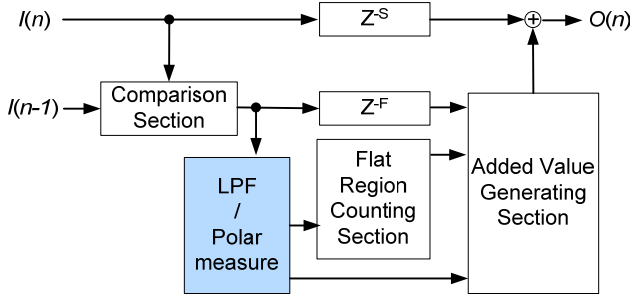 I(n)
Z-S
+
O(n)
I(n-1)
Comparison
Section
Z-F
LPF
/
Polar
measure
Flat
Region
Counting
Section
Added Value
Generating
Section